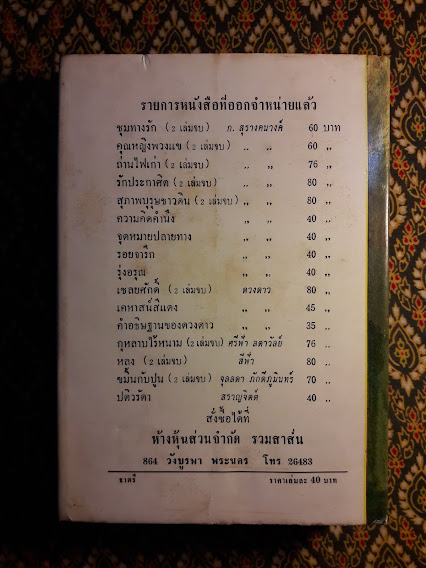 รายการหนังสือที่ออกจำหน่ายแล้ว
ชุมทางรัก (2 เล่มจบ) ก. สุรางคนางค์ 60 บาท
คุณหญิงพวงแข (2 เล่มจบ) ,, ,, 60 ,,
ถ่านไฟเก่า (2 เล่มจบ) ,, ,, 76 ,,
รักประกาศิต (2 เล่มจบ) ,, ,, 80 ,,
สุภาพบุรุษชาวดิน (2 เล่มจบ) ,, ,, 80 ,,
ความคิดคำนึง ,, ,, 40 ,,
จุดหมายปลายทาง ,, ,, 40 ,,
รอยจารึก ,, ,, 40 ,,
รุ่งอรุณ ,, ,, 40 ,,
เชลยศักดิ์ (2 เล่มจบ) ดวงดาว 80 ,,
เคหาสน์สีแดง ,, ,, 45 ,,
คำอธิษฐานของดวงดาว ,, 35 ,,
กุหลาบไร้หนาม (2 เล่มจบ) ศรีฟ้า ลดาวัลย์ 76 ,,
หลง (2 เล่มจบ) สีฟ้า 80 ,,
ขมิ้นกับปูน (2 เล่มจบ) จุลลดา ภักดีภูมินทร์ 70 ,,
ปติวรัดา สราญจิตต์ 40 ,,
สั่งซื้อได้ที่
ห้างหุ้นส่วนจำกัด รวมสาส์น
864 วังบูรพา พระนคร โทร 26483
ชาตรี ราคาเล่มละ 40 บาท